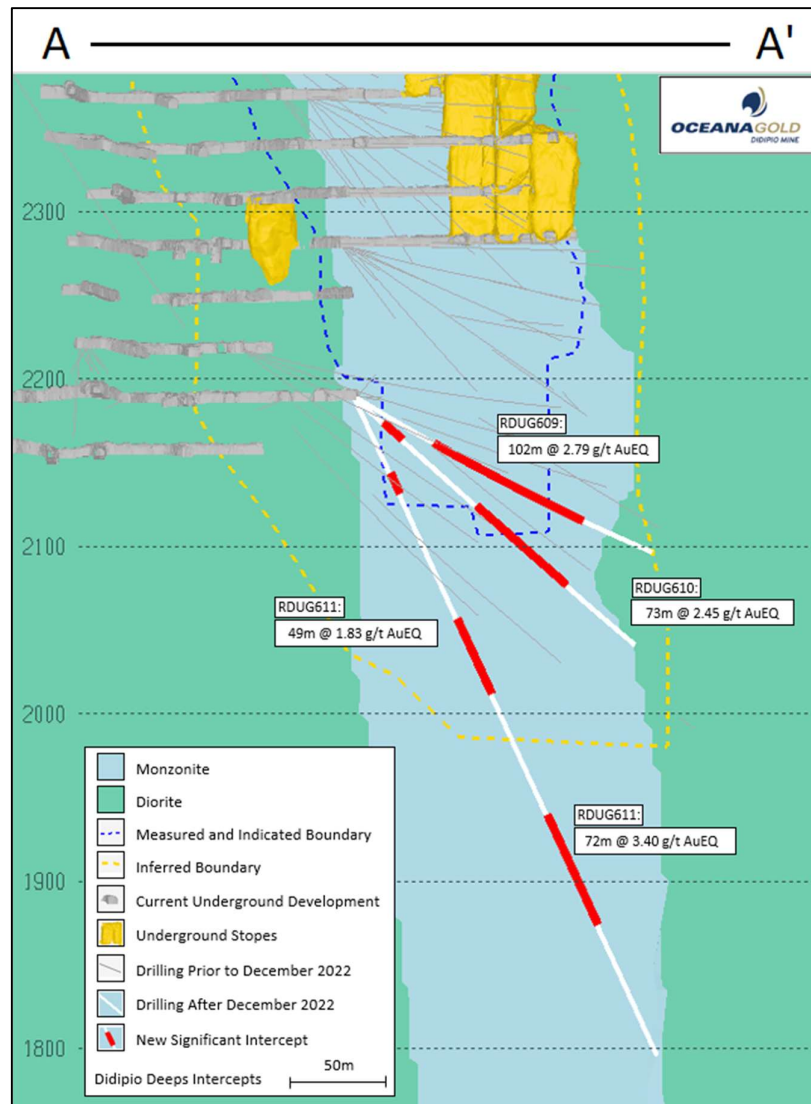 A A'
OCEANAGOLD
DIDIPIO MINE
2300
2200
RDUG609:
102m @ 2.79 g/t AuEQ
2100
RDUG610:
73m @ 2.45 g/t AuEQ
RDUG611:
49m @ 1.83 g/t AuEQ
2000
RDUG611:
72m @ 3.40 g/t AuEQ
1900
1800
Monzonite
Diorite
Measured and Indicated Boundary
Inferred Boundary
Current Underground Development
Underground Stopes
Drilling Prior to December 2022
Drilling After December 2022
New Significant Intercept
Didipio Deeps Intercepts 50m